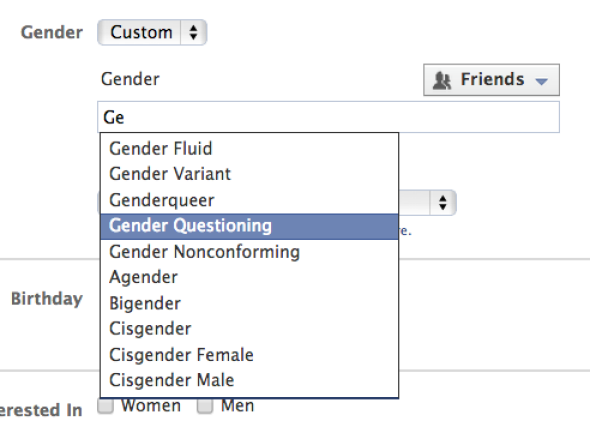 Gender Custom
Gender Friends
Ge
Gender Fluid
Gender Variant
Genderqueer
Gender Questioning
re.
Gender Nonconforming
Agender
Birthday
Bigender
Cisgender
Cisgender Female
Cisgender Male
erested In Women Men